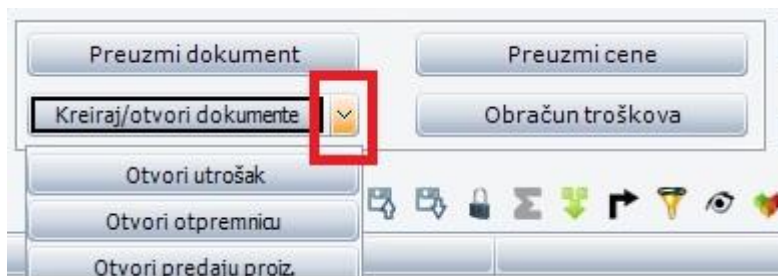 Preuzmi dokument
Preuzmi cene
Kreiraj/otvori dokumente
Obračun troškova
Otvori utrošak
Otvori otpremnicu
Otvori predaju proiz.